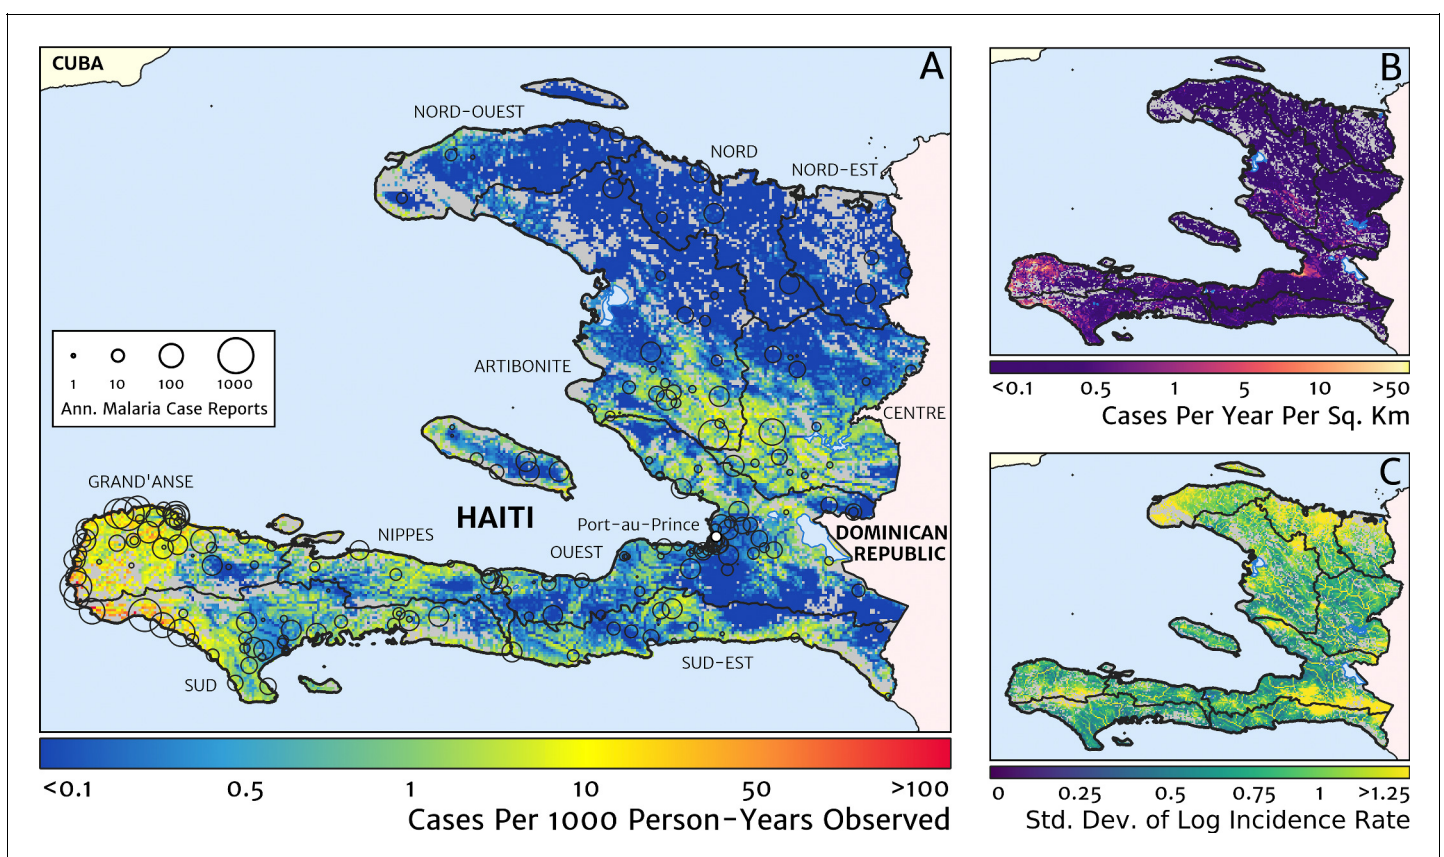 CUBA
A
NORD-OUEST
NORD
NORD-EST
ARTIBONITE
1 10 100 1000
Ann. Malaria Case Reports
CENTRE
GRAND'ANSE
HAITI
Port-au-Prince
NIPPES
OUEST
DOMINICAN
REPUBLIC
SUD-EST
SUD
<0.1 0.5 1 10 50 >100
Cases Per 1000 Person-Years Observed
B
<0.1 0.5 1 5 10 >50
Cases Per Year Per Sq. Km
C
0 0.25 0.5 0.75 1 >1.25
Std. Dev. of Log Incidence Rate